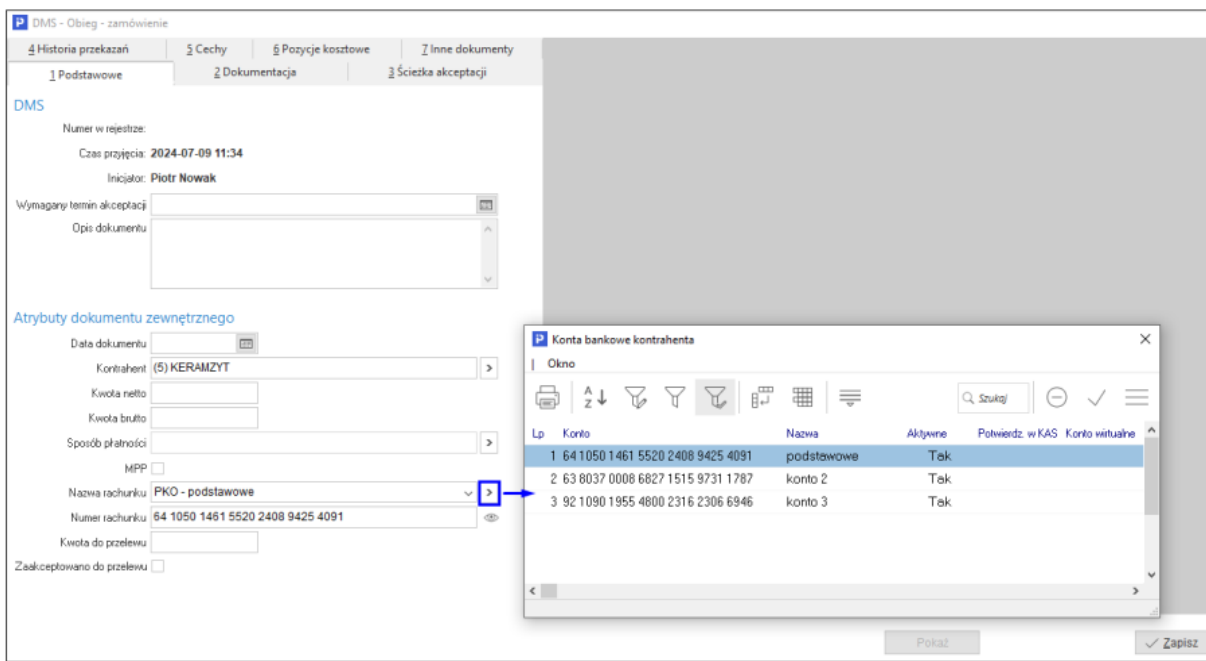 DMS - Obieg - zamówienie
4 Historia przekazań 5 Cechy 6 Pozycje kosztowe 7 Inne dokumenty
1 Podstawowe 2 Dokumentacja 3 Ścieżka akceptacji
DMS
Numer w rejestrze:
Czas przyjęcia: 2024-07-09 11:34
Inicjator: Piotr Nowak
Wymagany termin akceptacji
Opis dokumentu
Atrybuty dokumentu zewnętrznego
Data dokumentu
Kontrahent (5) KERAMZYT
Kwota netto
Kwota brutto
Sposób płatności
MPP
Nazwa rachunku PKO - podstawowe
Numer rachunku 64 1050 1461 5520 2408 9425 4091
Kwota do przelewu
Zaakceptowano do przelewu
Konta bankowe kontrahenta
Okno
Szukaj
Lp Konto Nazwa Aktywne Potwierdz. w KAS Konto wirtualne
1 64 1050 1461 5520 2408 9425 4091 podstawowe Tak
2 63 8037 0008 6827 1515 9731 1787 konto 2 Tak
3 92 1090 1955 4800 2316 2306 6946 konto 3 Tak
Pokaż Zapisz